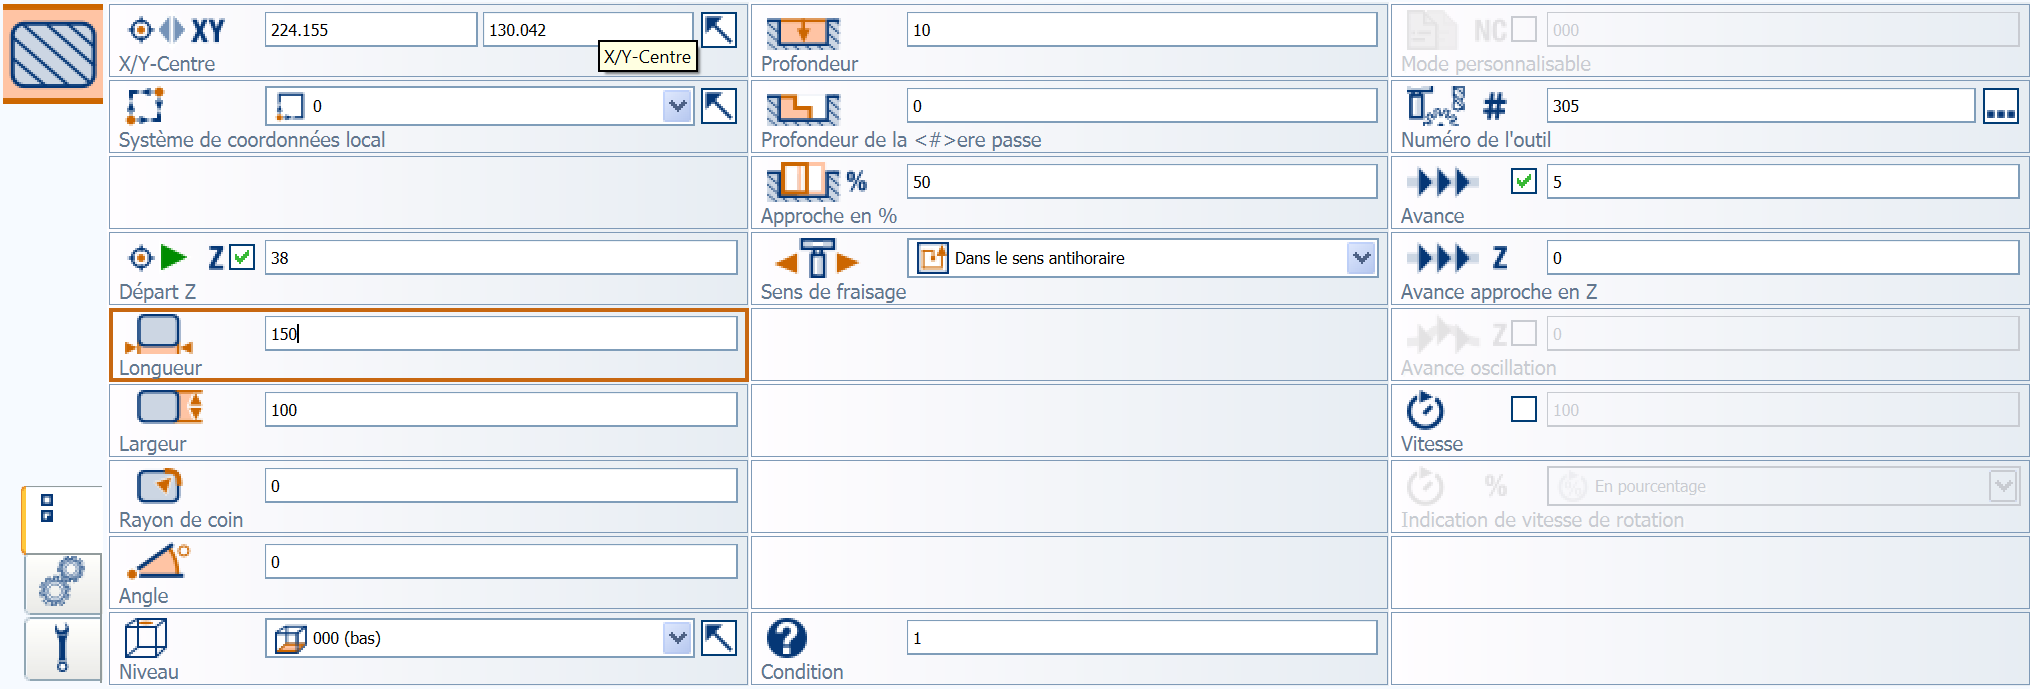 XY 224.155 130.042
X/Y-Centre
X/Y-Centre
0
Système de coordonnées local
Z 38
Départ Z
150
Longueur
100
Largeur
0
Rayon de coin
0
Angle
000 (bas)
Niveau
10
Profondeur
0
Profondeur de la <#>ere passe
% 50
Approche en %
Dans le sens antihoraire
Sens de fraisage
? 1
Condition
NC 000
Mode personnalisable
# 305 ...
Numéro de l'outil
5
Avance
Z 0
Avance approche en Z
Z 0
Avance oscillation
100
Vitesse
% % En pourcentage
Indication de vitesse de rotation